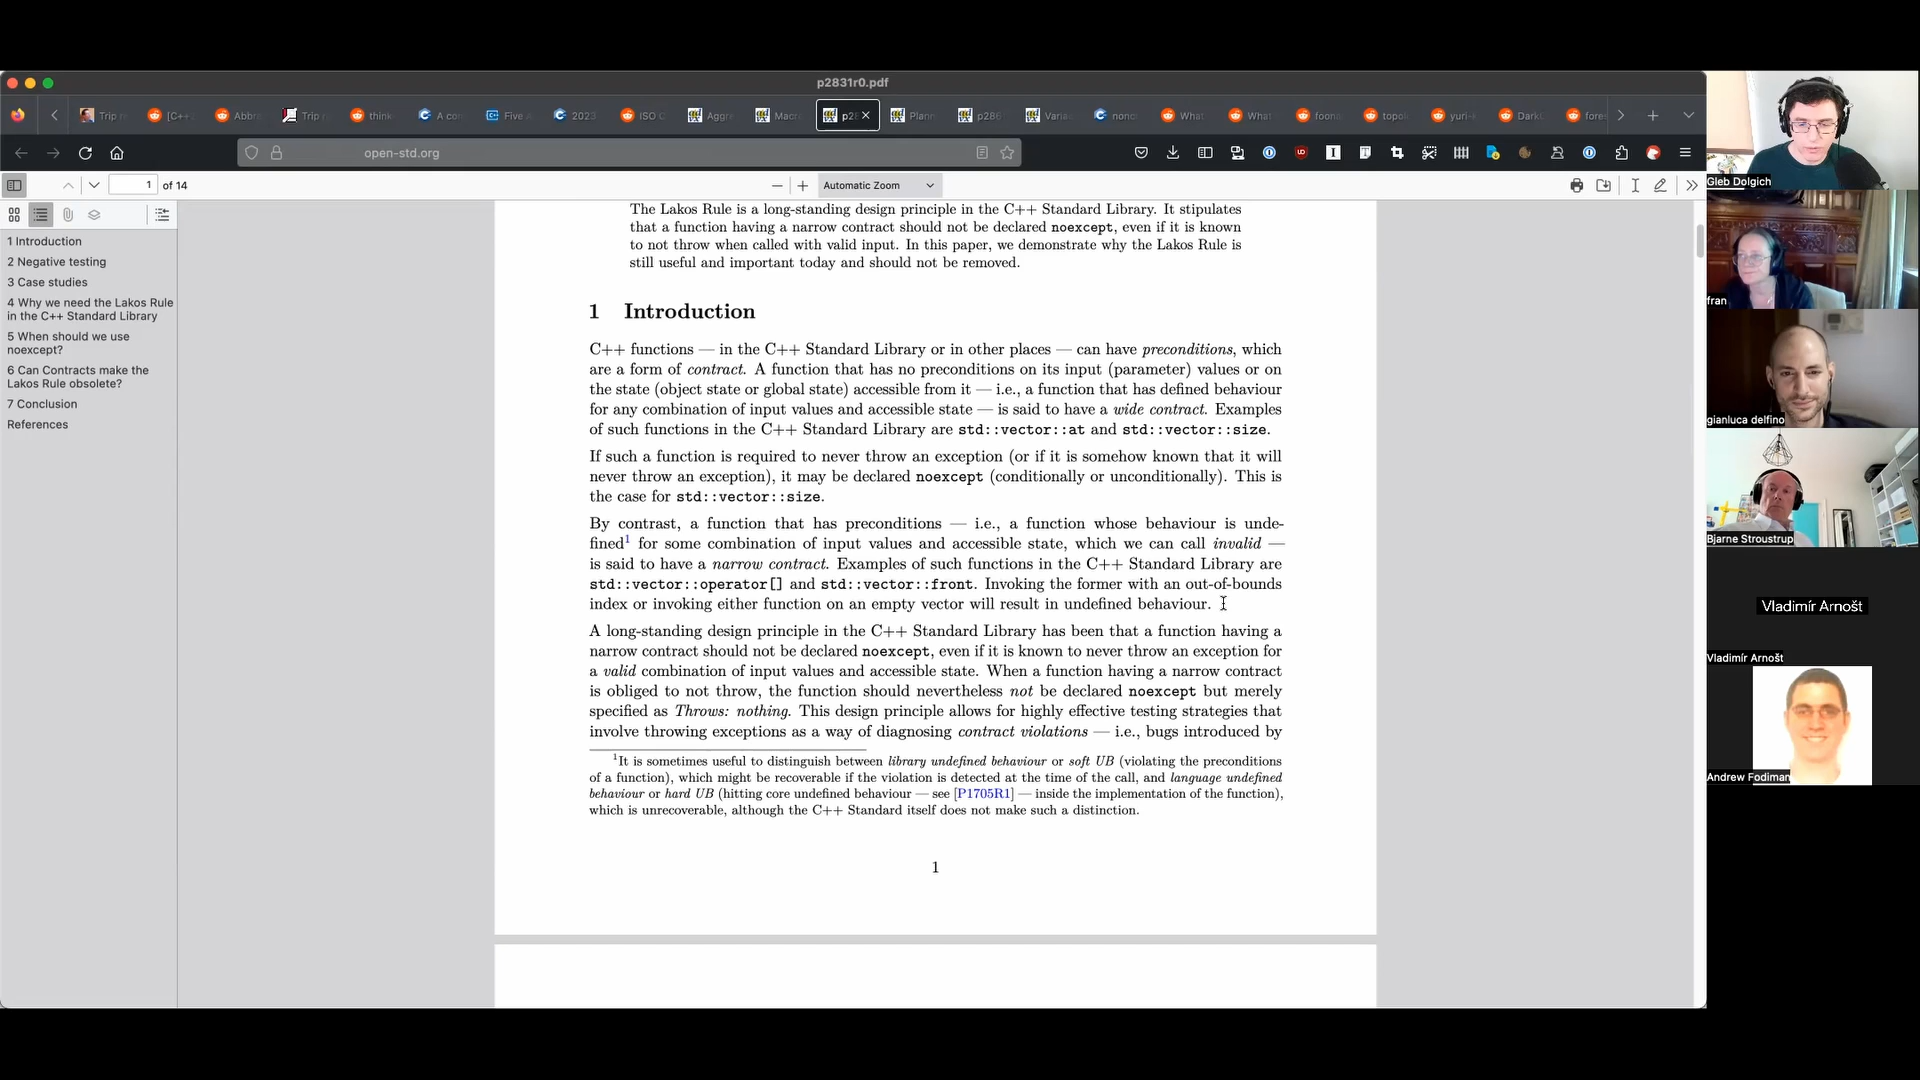 p2831r0.pdf
Trip r
[C++
Abbr
Trip r
think
A co
Five A
2023
ISO C
Aggr
Macr
p28
Plann
p286
Varia
nonc
What
What
foona
topol
yuri-
Dark
fore
open-std.org
1 of 14
Automatic Zoom
1 Introduction
2 Negative testing
3 Case studies
4 Why we need the Lakos Rule
in the C++ Standard Library
5 When should we use
noexcept?
6 Can Contracts make the
Lakos Rule obsolete?
7 Conclusion
References
The Lakos Rule is a long-standing design principle in the C++ Standard Library. It stipulates
that a function having a narrow contract should not be declared noexcept, even if it is known
to not throw when called with valid input. In this paper, we demonstrate why the Lakos Rule is
still useful and important today and should not be removed.
1 Introduction
C++ functions — in the C++ Standard Library or in other places — can have preconditions, which
are a form of contract. A function that has no preconditions on its input (parameter) values or on
the state (object state or global state) accessible from it — i.e., a function that has defined behaviour
for any combination of input values and accessible state — is said to have a wide contract. Examples
of such functions in the C++ Standard Library are std::vector::at and std::vector::size.
If such a function is required to never throw an exception (or if it is somehow known that it will
never throw an exception), it may be declared noexcept (conditionally or unconditionally). This is
the case for std::vector::size.
By contrast, a function that has preconditions — i.e., a function whose behaviour is unde-
fined1 for some combination of input values and accessible state, which we can call invalid —
is said to have a narrow contract. Examples of such functions in the C++ Standard Library are
std::vector::operator[] and std::vector::front. Invoking the former with an out-of-bounds
index or invoking either function on an empty vector will result in undefined behaviour.
A long-standing design principle in the C++ Standard Library has been that a function having a
narrow contract should not be declared noexcept, even if it is known to never throw an exception for
a valid combination of input values and accessible state. When a function having a narrow contract
is obliged to not throw, the function should nevertheless not be declared noexcept but merely
specified as Throws: nothing. This design principle allows for highly effective testing strategies that
involve throwing exceptions as a way of diagnosing contract violations — i.e., bugs introduced by
1It is sometimes useful to distinguish between library undefined behaviour or soft UB (violating the preconditions
of a function), which might be recoverable if the violation is detected at the time of the call, and language undefined
behaviour or hard UB (hitting core undefined behaviour — see [P1705R1] — inside the implementation of the function),
which is unrecoverable, although the C++ Standard itself does not make such a distinction.
1
Gleb Dolgich
fran
gianluca delfino
Bjarne Stroustrup
Vladimír Arnošt
Vladimír Arnošt
Andrew Fodiman